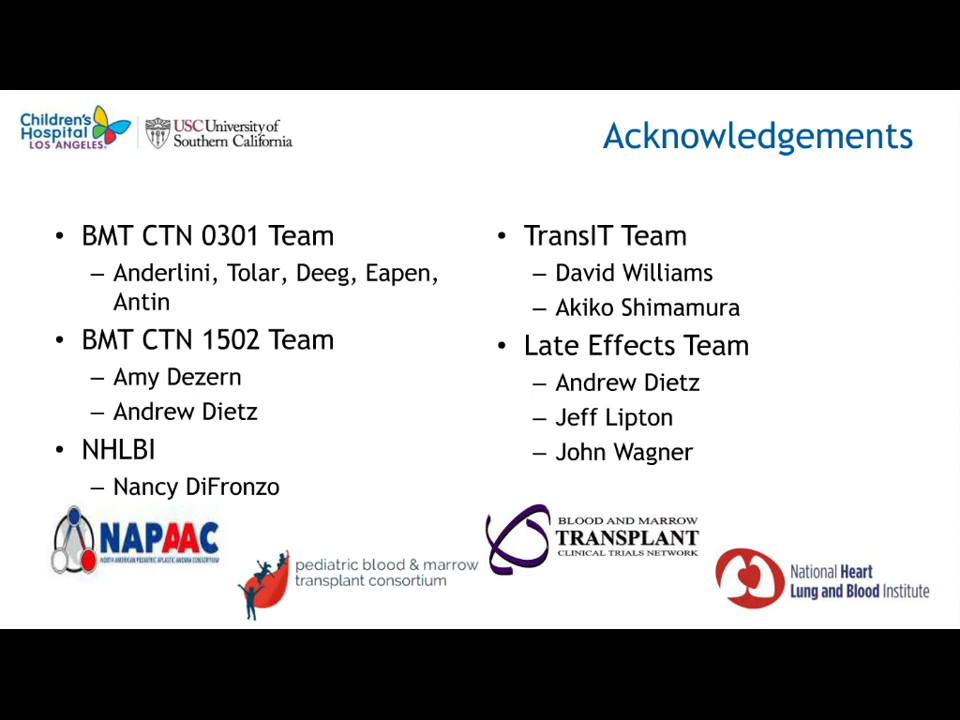 Children's
Hospital
LOS ANGELES
USC University of
Southern California
Acknowledgements
• BMT CTN 0301 Team
– Anderlini, Tolar, Deeg, Eapen,
Antin
• BMT CTN 1502 Team
– Amy Dezern
– Andrew Dietz
• NHLBI
– Nancy DiFronzo
• TransIT Team
– David Williams
– Akiko Shimamura
• Late Effects Team
– Andrew Dietz
– Jeff Lipton
– John Wagner
NAPAAC
NORTH AMERICAN PEDIATRIC APLASTIC ANEMIA CONSORTIUM
pediatric blood & marrow
transplant consortium
BLOOD AND MARROW
TRANSPLANT
CLINICAL TRIALS NETWORK
National Heart
Lung and Blood Institute